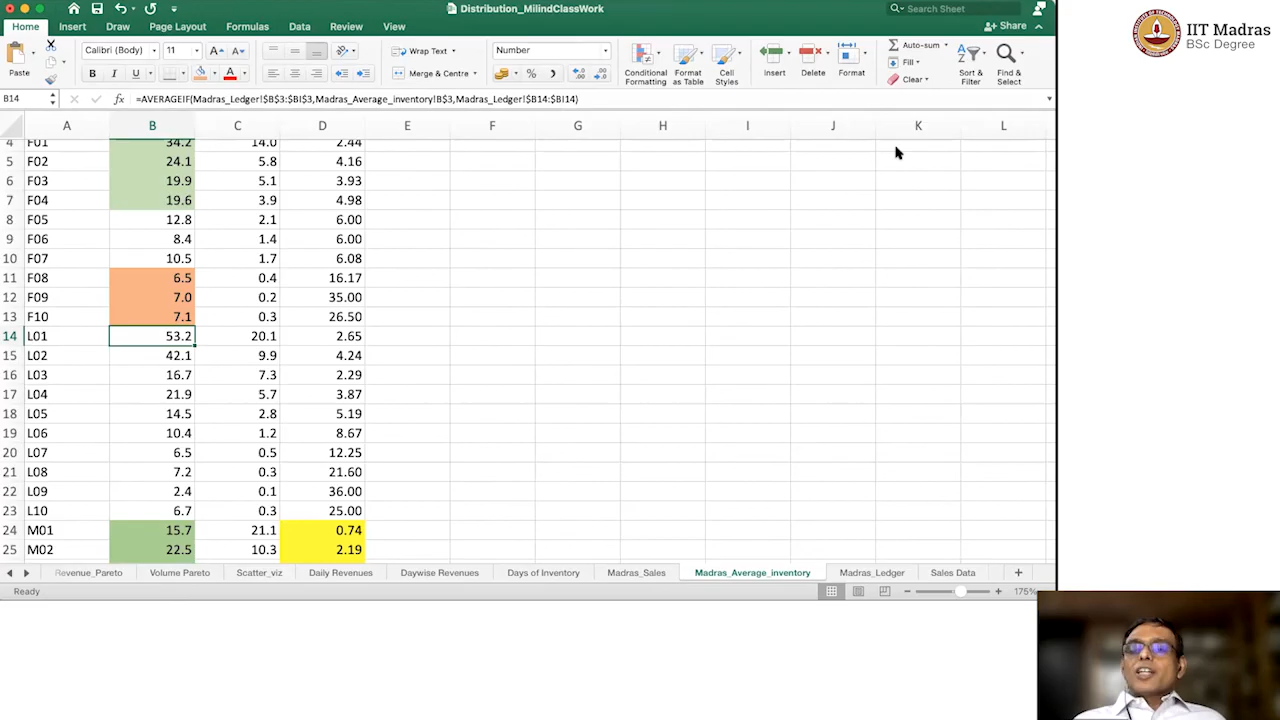 Distribution_MilindClassWork
Search Sheet
Home Insert Draw Page Layout Formulas Data Review View Share
Calibri (Body) 11 Wrap Text Number Auto-sum
Fill
Paste B I U A Merge & Centre % Conditional Formatting Format as Table Cell Styles Insert Delete Format Clear Sort & Filter Find & Select
B14 fx =AVERAGEIF(Madras_Ledger!$B$3:$BI$3,Madras_Average_inventory!B$3,Madras_Ledger!$B14:$BI14)
A B C D E F G H I J K L
4 F01 34.2 14.0 2.44
5 F02 24.1 5.8 4.16
6 F03 19.9 5.1 3.93
7 F04 19.6 3.9 4.98
8 F05 12.8 2.1 6.00
9 F06 8.4 1.4 6.00
10 F07 10.5 1.7 6.08
11 F08 6.5 0.4 16.17
12 F09 7.0 0.2 35.00
13 F10 7.1 0.3 26.50
14 L01 53.2 20.1 2.65
15 L02 42.1 9.9 4.24
16 L03 16.7 7.3 2.29
17 L04 21.9 5.7 3.87
18 L05 14.5 2.8 5.19
19 L06 10.4 1.2 8.67
20 L07 6.5 0.5 12.25
21 L08 7.2 0.3 21.60
22 L09 2.4 0.1 36.00
23 L10 6.7 0.3 25.00
24 M01 15.7 21.1 0.74
25 M02 22.5 10.3 2.19
Revenue_Pareto Volume Pareto Scatter_viz Daily Revenues Daywise Revenues Days of Inventory Madras_Sales Madras_Average_inventory Madras_Ledger Sales Data +
Ready 175%
IIT Madras
BSc Degree